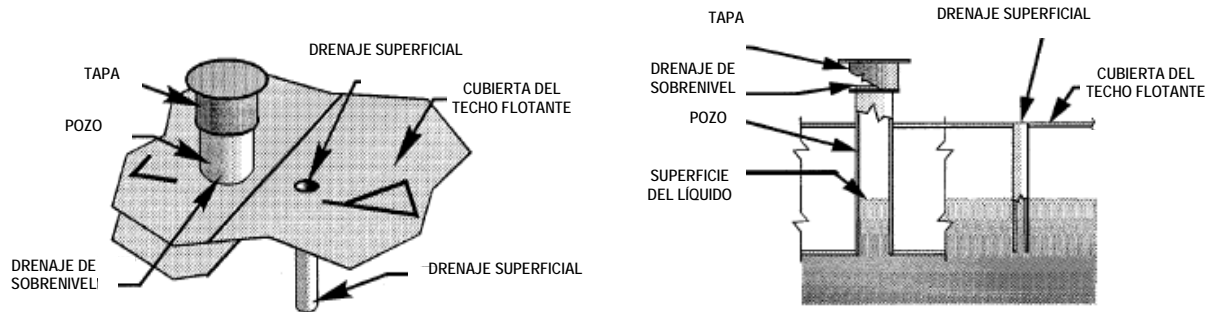 DRENAJE SUPERFICIAL
TAPA
CUBIERTA DEL
TECHO FLOTANTE
POZO
DRENAJE DE
SOBRENIVEL
DRENAJE SUPERFICIAL
TAPA
DRENAJE SUPERFICIAL
DRENAJE DE
SOBRENIVEL
CUBIERTA DEL
TECHO FLOTANTE
POZO
SUPERFICIE
DEL LÍQUIDO